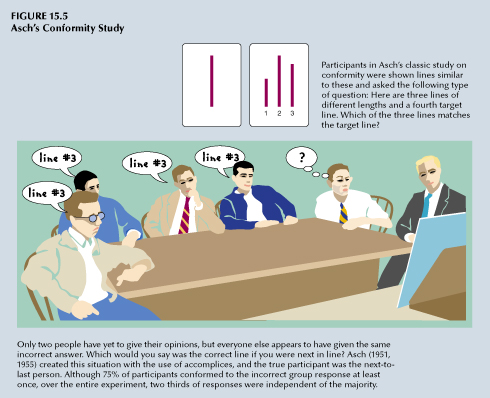 FIGURE 15.5
Asch's Conformity Study
1 2 3
Participants in Asch's classic study on
conformity were shown lines similar
to these and asked the following type
of question: Here are three lines of
different lengths and a fourth target
line. Which of the three lines matches
the target line?
line #3
line #3
line #3
?
line #3
Only two people have yet to give their opinions, but everyone else appears to have given the same
incorrect answer. Which would you say was the correct line if you were next in line? Asch (1951,
1955) created this situation with the use of accomplices, and the true participant was the next-to-
last person. Although 75% of participants conformed to the incorrect group response at least
once, over the entire experiment, two thirds of responses were independent of the majority.